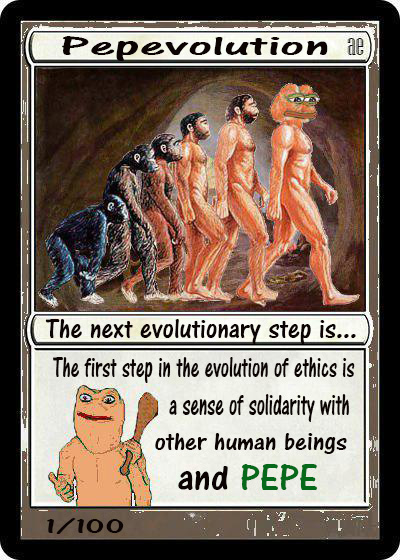 Pepevolution æ
The next evolutionary step is...
The first step in the evolution of ethics is
a sense of solidarity with
other human beings
and PEPE
1/100